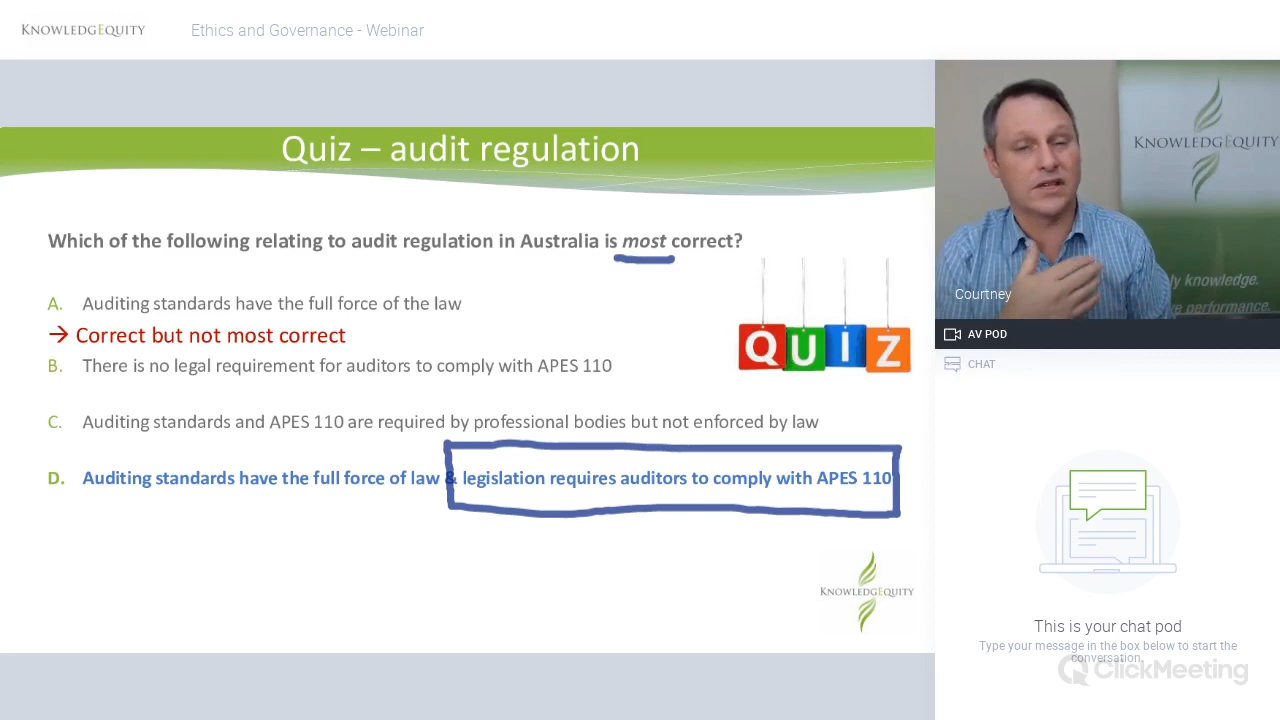 KNOWLEDGEQUITY
Ethics and Governance - Webinar
Quiz – audit regulation
Which of the following relating to audit regulation in Australia is most correct?
A. Auditing standards have the full force of the law
→ Correct but not most correct
B. There is no legal requirement for auditors to comply with APES 110
C. Auditing standards and APES 110 are required by professional bodies but not enforced by law
D. Auditing standards have the full force of law & legislation requires auditors to comply with APES 110
QUIZ
KNOWLEDGEQUITY
KNOWLEDGEQUITY
knowledge.
performance.
Courtney
AV POD
CHAT
This is your chat pod
Type your message in the box below to start the
conversation.
ClickMeeting